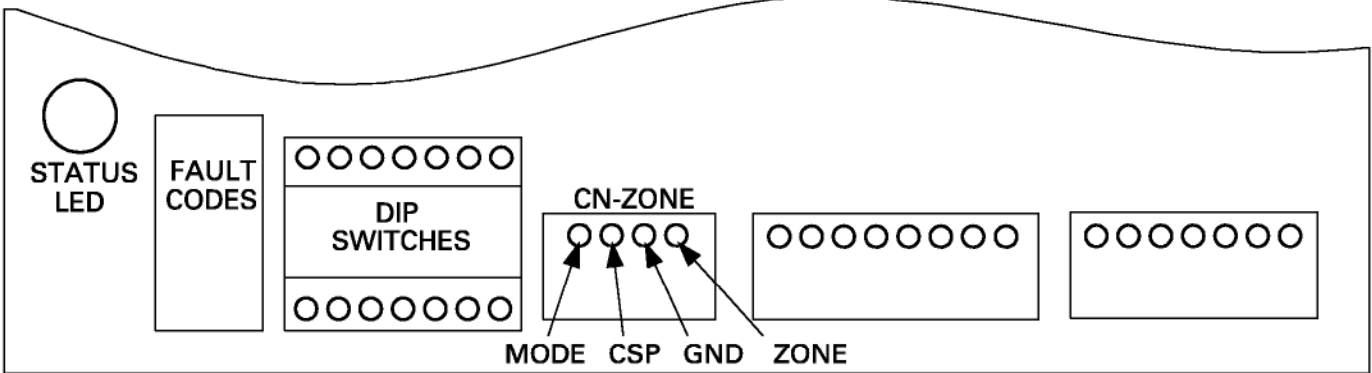 STATUS
LED
FAULT
CODES
DIP
SWITCHES
CN-ZONE
MODE CSP GND ZONE